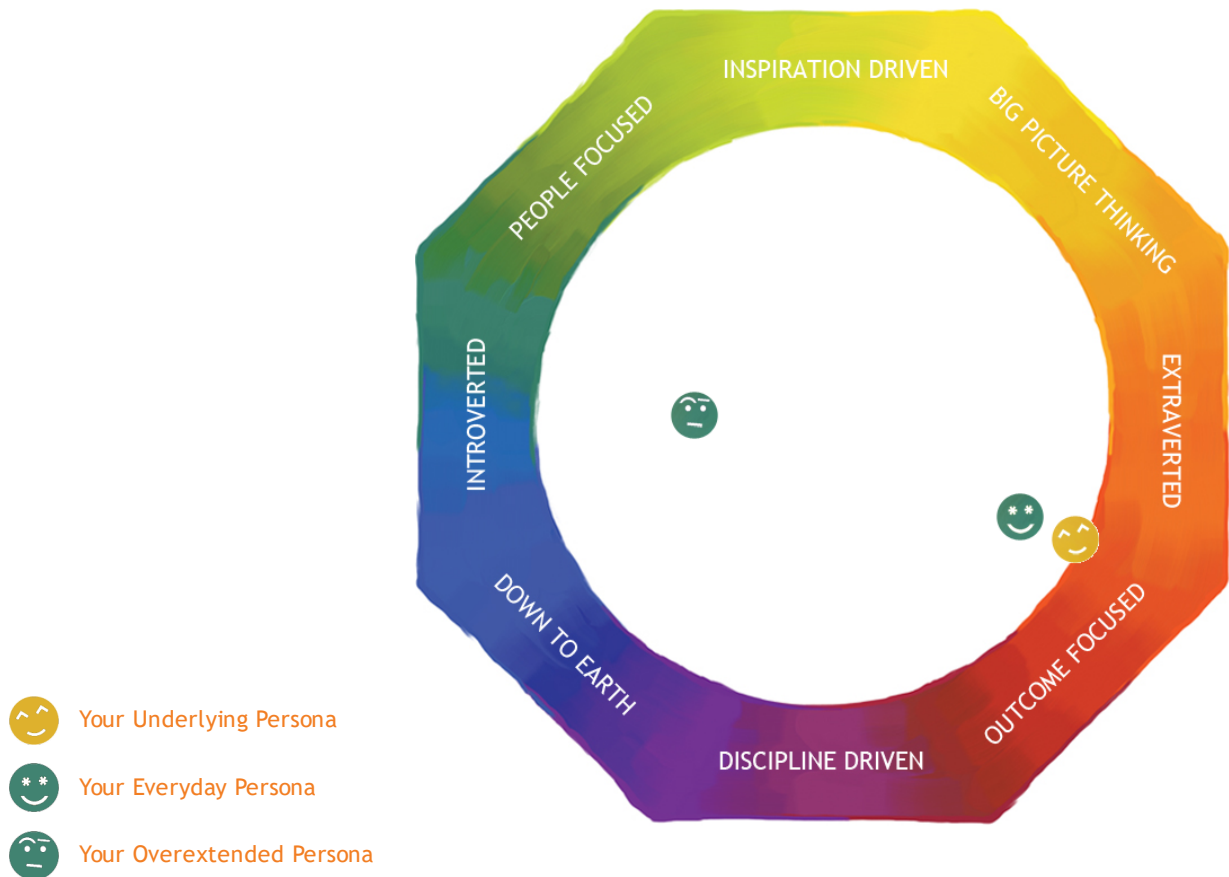 INSPIRATION DRIVEN
BIG PICTURE THINKING
PEOPLE FOCUSED
EXTRAVERTED
INTROVERTED
OUTCOME FOCUSED
DOWN TO EARTH
DISCIPLINE DRIVEN
Your Underlying Persona
Your Everyday Persona
Your Overextended Persona